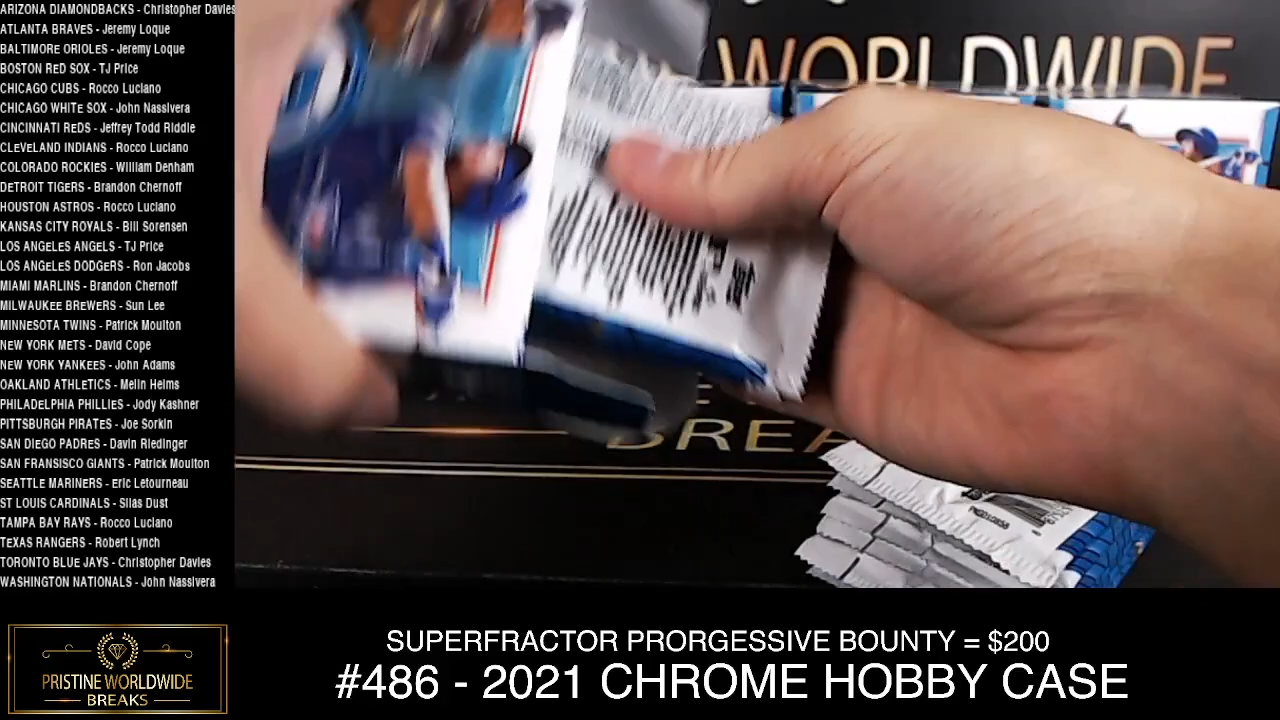 ARIZONA DIAMONDBACKS - Christopher Davies
ATLANTA BRAVES - Jeremy Loque
BALTIMORE ORIOLES - Jeremy Loque
BOSTON RED SOX - TJ Price
CHICAGO CUBS - Rocco Luciano
CHICAGO WHITE SOX - John Nassivera
CINCINNATI REDS - Jeffrey Todd Riddle
CLEVELAND INDIANS - Rocco Luciano
COLORADO ROCKIES - William Denham
DETROIT TIGERS - Brandon Chernoff
HOUSTON ASTROS - Rocco Luciano
KANSAS CITY ROYALS - Bill Sorensen
LOS ANGELES ANGELS - TJ Price
LOS ANGELES DODGERS - Ron Jacobs
MIAMI MARLINS - Brandon Chernoff
MILWAUKEE BREWERS - Sun Lee
MINNESOTA TWINS - Patrick Moulton
NEW YORK METS - David Cope
NEW YORK YANKEES - John Adams
OAKLAND ATHLETICS - Melin Helms
PHILADELPHIA PHILLIES - Jody Kashner
PITTSBURGH PIRATES - Joe Sorkin
SAN DIEGO PADRES - Davin Riedinger
SAN FRANSISCO GIANTS - Patrick Moulton
SEATTLE MARINERS - Eric Letourneau
ST LOUIS CARDINALS - Silas Dust
TAMPA BAY RAYS - Rocco Luciano
TEXAS RANGERS - Robert Lynch
TORONTO BLUE JAYS - Christopher Davies
WASHINGTON NATIONALS - John Nassivera
WORLDWIDE
BREA
PRISTINE WORLDWIDE
BREAKS
SUPERFRACTOR PRORGESSIVE BOUNTY = $200
#486 - 2021 CHROME HOBBY CASE